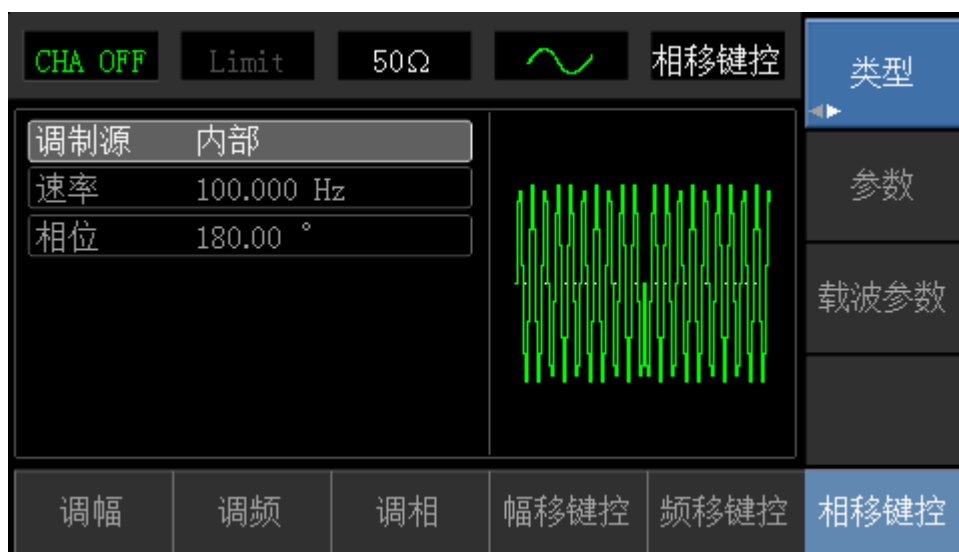 CHA OFF Limit 50Ω 相移键控
类型
调制源 内部
速率 100.000 Hz
相位 180.00 °
参数
载波参数
调幅 调频 调相 幅移键控 频移键控 相移键控